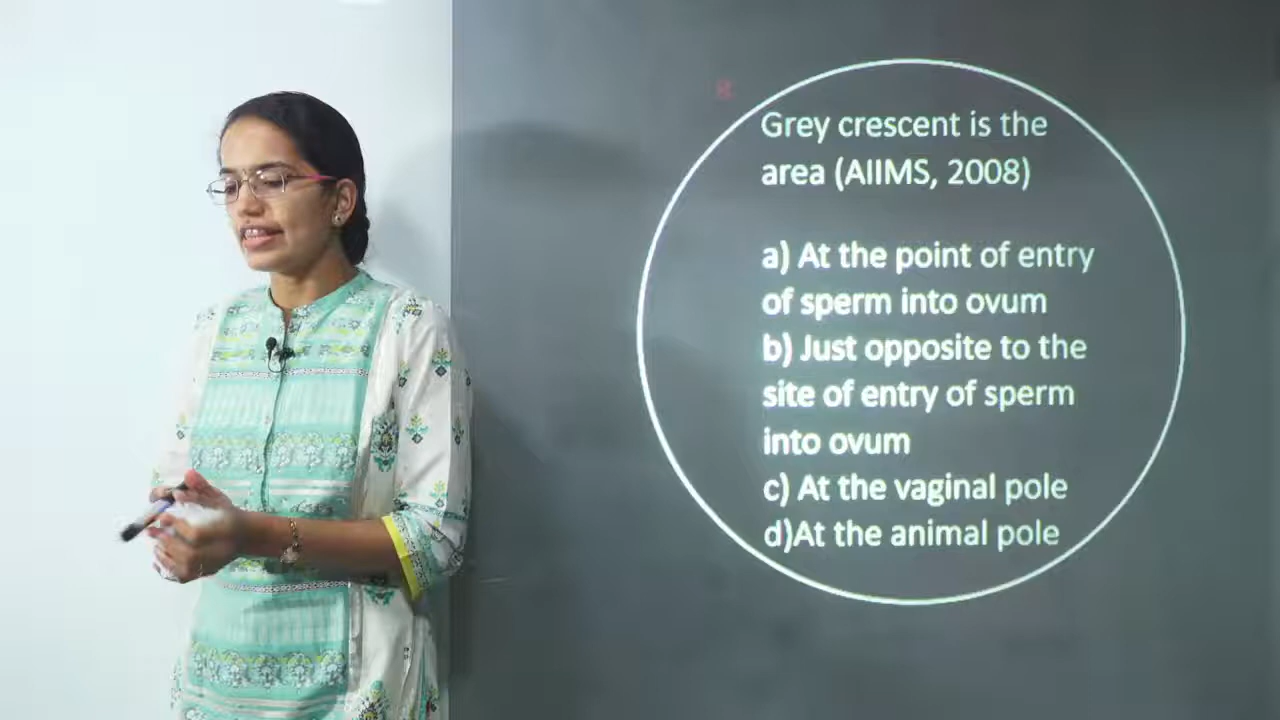 Grey crescent is the
area (AIIMS, 2008)
a) At the point of entry
of sperm into ovum
b) Just opposite to the
site of entry of sperm
into ovum
c) At the vaginal pole
d)At the animal pole